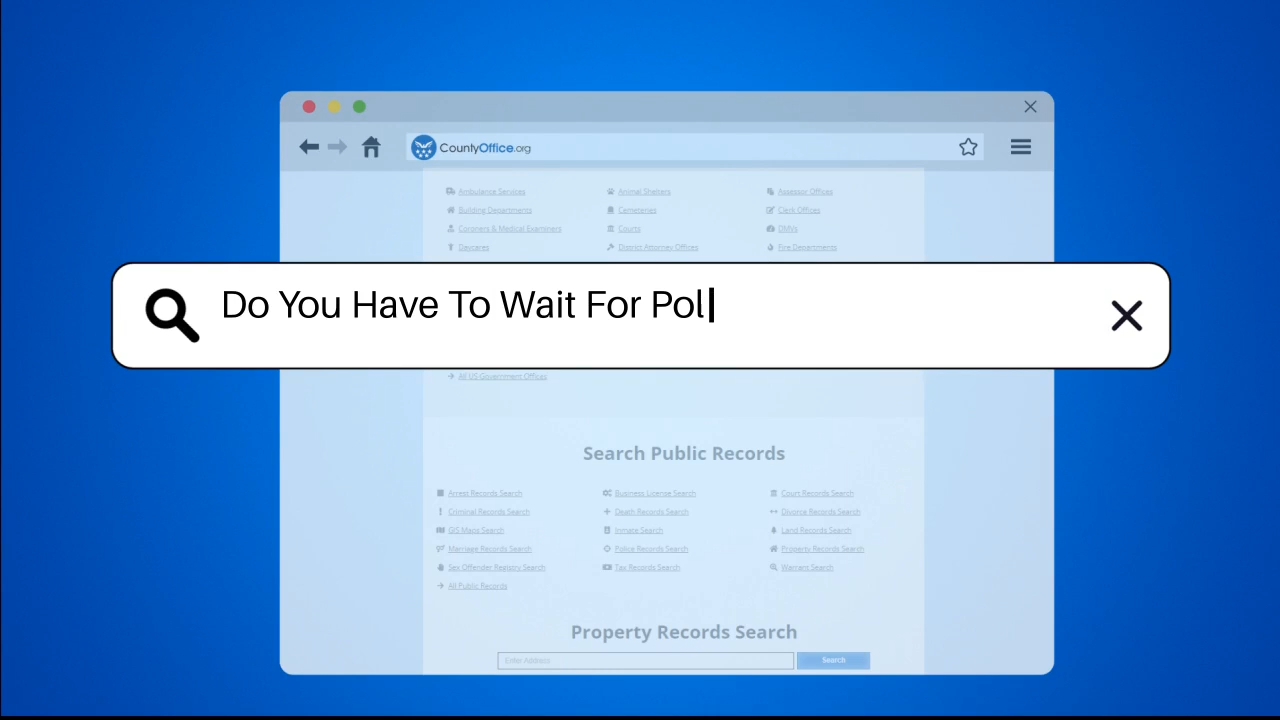 CountyOffice.org
Ambulance Services Animal Shelters Assessor Offices
Building Departments Cemeteries Clerk Offices
Coroners & Medical Examiners Courts DMVs
Daycares District Attorney Offices Fire Departments
Do You Have To Wait For Pol
All US Government Offices
Search Public Records
Arrest Records Search Business License Search Court Records Search
Criminal Records Search Death Records Search Divorce Records Search
GIS Maps Search Inmate Search Land Records Search
Marriage Records Search Police Records Search Property Records Search
Sex Offender Registry Search Tax Records Search Warrant Search
All Public Records
Property Records Search
Enter Address Search